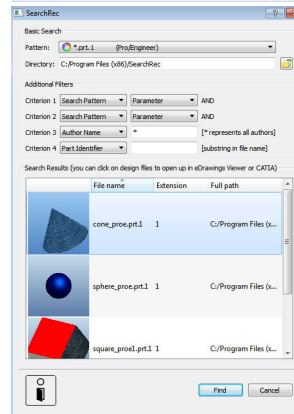 SearchRec
Basic Search
Pattern: *.prt.1 (Pro/Engineer)
Directory: C:/Program Files (x86)/SearchRec
Additional Filters
Criterion 1 Search Pattern Parameter AND
Criterion 2 Search Pattern Parameter AND
Criterion 3 Author Name * [* represents all authors]
Criterion 4 Part Identifier [substring in file name]
Search Results (you can click on design files to open up in eDrawings Viewer or CATIA)
File name Extension Full path
cone_proe.prt.1 1 C:/Program Files (x...
sphere_proe.prt.1 1 C:/Program Files (x...
square_proe1.prt.1 1 C:/Program Files (x...
Find Cancel